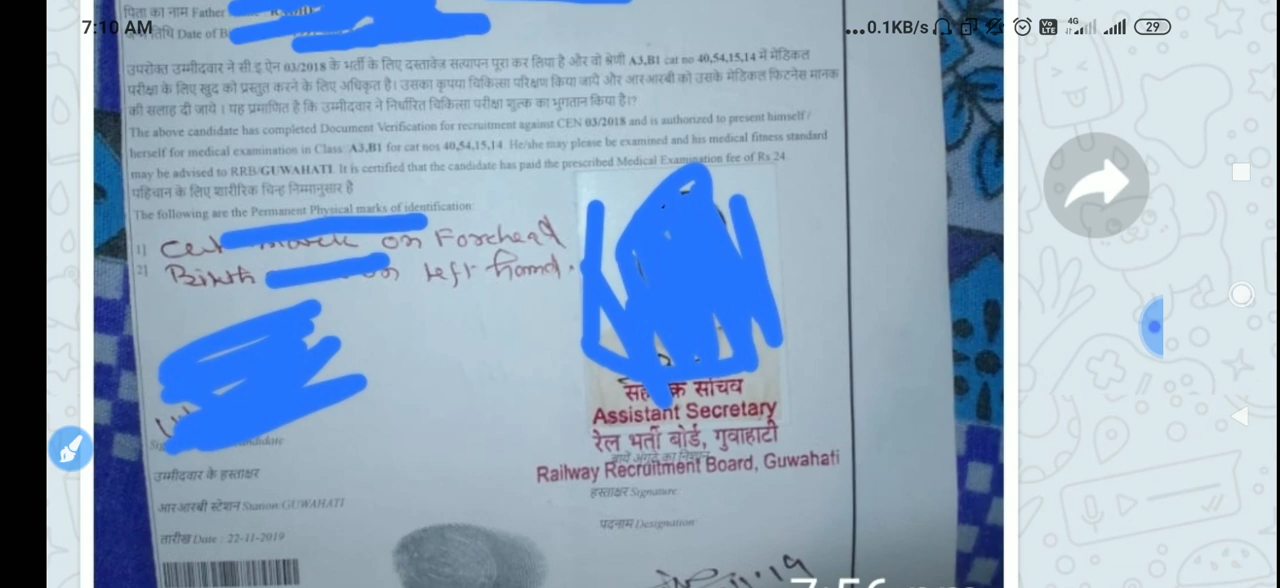 पिता का नाम Father
7:10 AM
...0.1KB/s 4G 29
तिथि Date of B
उपरोक्त उम्मीदवार ने सी.इ ऐन 03/2018 के भर्ती के लिए दस्तावेज सत्यापन पूरा कर लिया है और वो श्रेणी A3,B1 cat no 40,54,15,14 में मेडिकल
परीक्षा के लिए खुद को प्रस्तुत करने के लिए अधिकृत है। उसका कृपया चिकित्सा परिक्षण किया जाये और आरआरबी को उसके मेडिकल फिटनेस मानक
की सलाह दी जाये । यह प्रमाणित है कि उम्मीदवार ने निर्धारित चिकित्सा परीक्षा शुल्क का भुगतान किया है।?
The above candidate has completed Document Verification for recruitment against CEN 03/2018 and is authorized to present himself /
herself for medical examination in Class A3,B1 for cat nos 40,54,15,14. He/she may please be examined and his medical fitness standard
may be advised to RRB/GUWAHATI. It is certified that the candidate has paid the prescribed Medical Examination fee of Rs.24
पहिचान के लिए शारीरिक चिन्ह निम्नानुसार है
The following are the Permanent Physical marks of identification:
1) Cut mark on Forehead
2) Birth on left hand.
सचिव
Assistant Secretary
रेल भर्ती बोर्ड, गुवाहाटी
बायें अंगूठे का निशान
Railway Recruitment Board, Guwahati
उम्मीदवार के हस्ताक्षर
हस्ताक्षर Signature:
आरआरबी स्टेशन Station:GUWAHATI
पदनाम Designation
तारीख Date : 22-11-2019